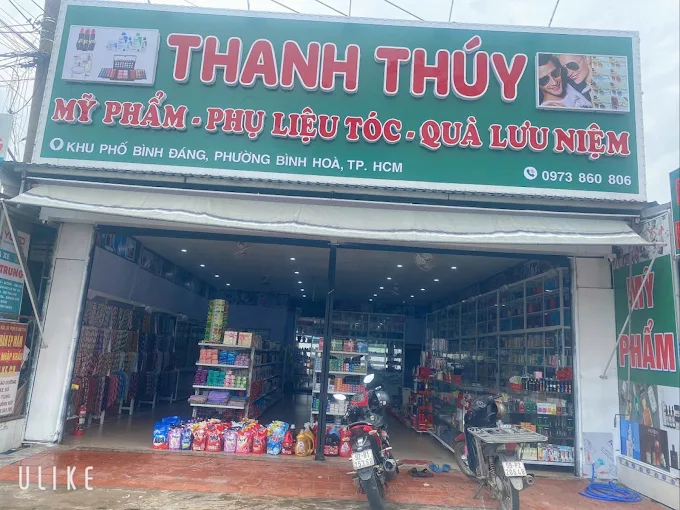 THANH THÚY
MỸ PHẨM - PHỤ LIỆU TÓC - QUÀ LƯU NIỆM
KHU PHỐ BÌNH ĐÁNG, PHƯỜNG BÌNH HOÀ, TP. HCM
0973 860 806
TRUNG
MỸ
PHẨM
ULIKE